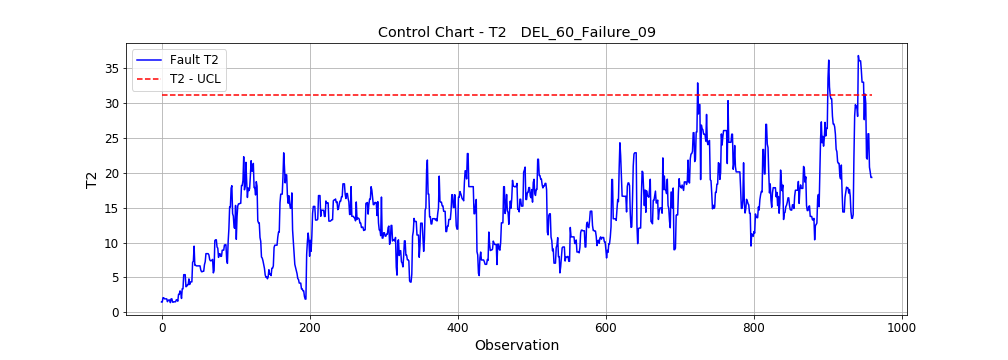 Control Chart - T2   DEL_60_Failure_09
Fault T2
T2 - UCL
T2
35
30
25
20
15
10
5
0
0 200 400 600 800 1000
Observation